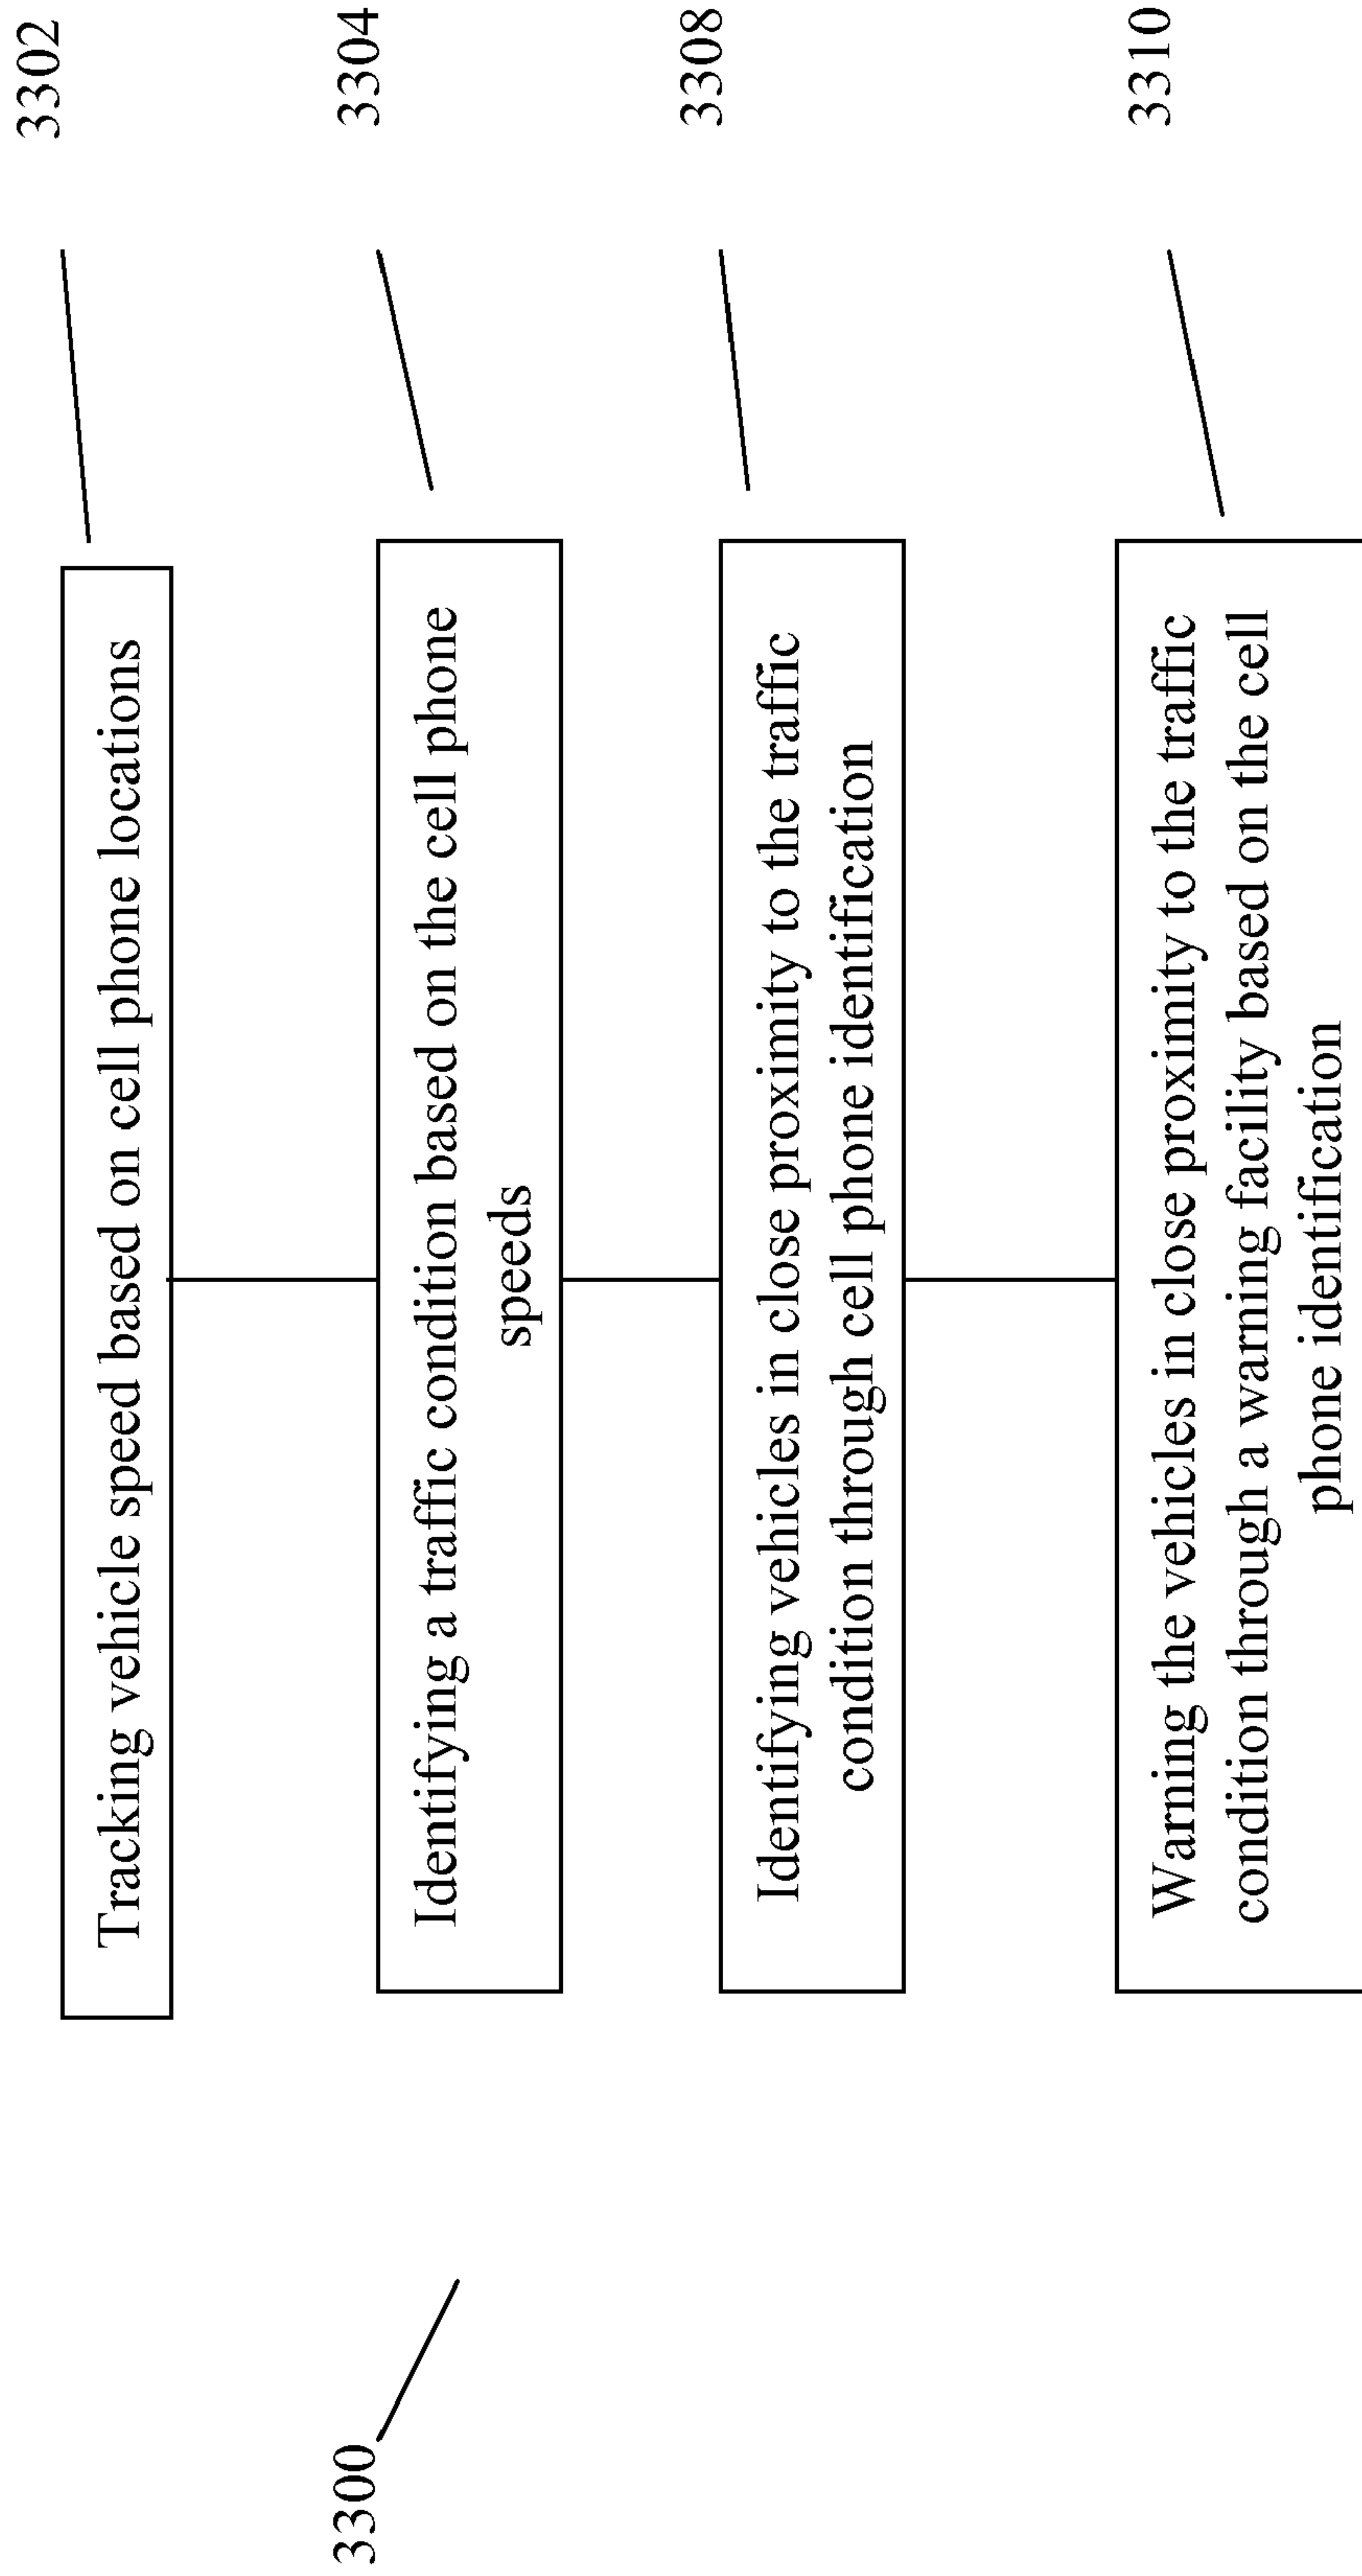 3300
3302
Tracking vehicle speed based on cell phone locations
3304
Identifying a traffic condition based on the cell phone
speeds
3308
Identifying vehicles in close proximity to the traffic
condition through cell phone identification
3310
Warning the vehicles in close proximity to the traffic
condition through a warning facility based on the cell
phone identification